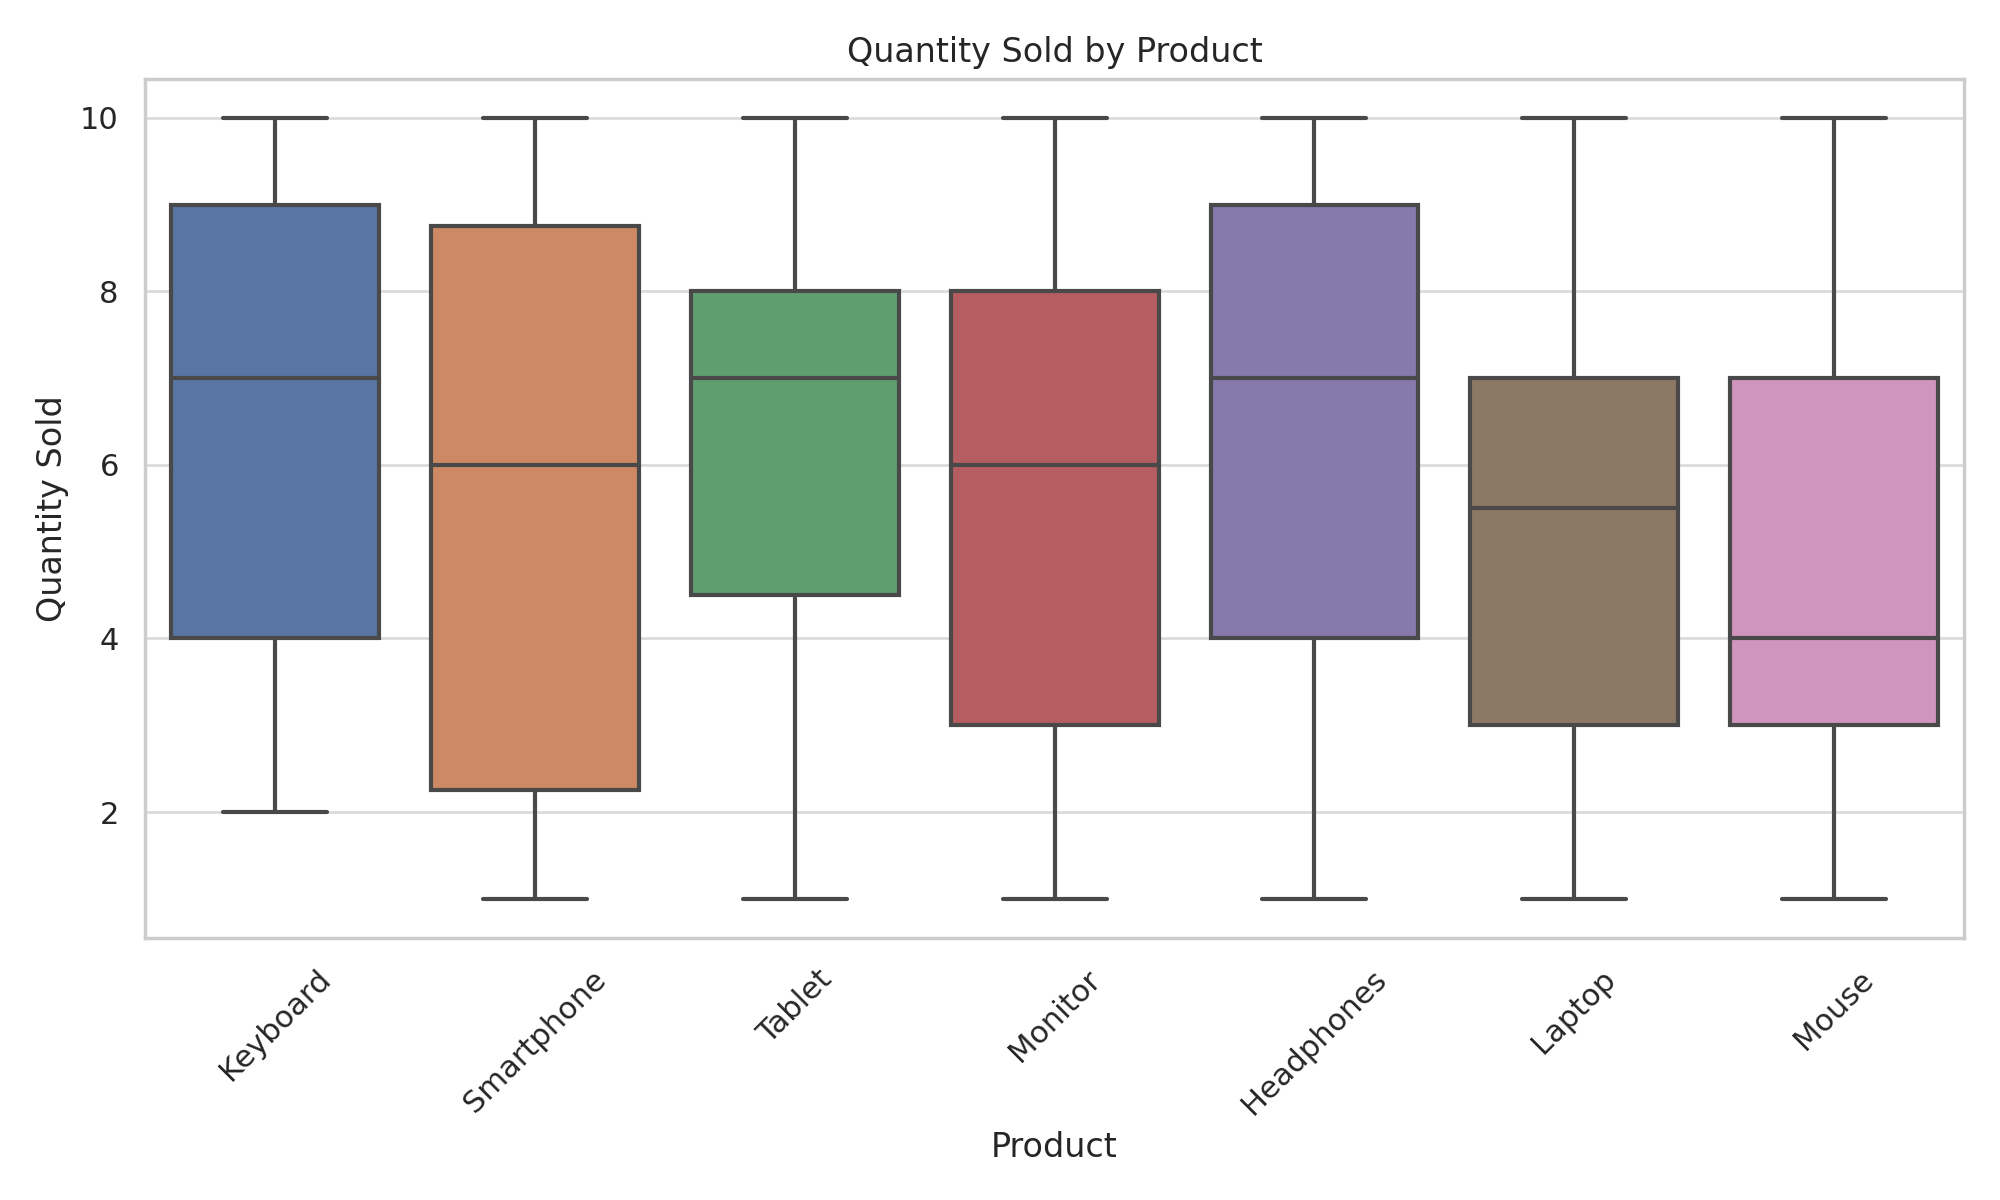 Quantity Sold by Product
Quantity Sold
10
8
6
4
2
Keyboard
Smartphone
Tablet
Monitor
Headphones
Laptop
Mouse
Product